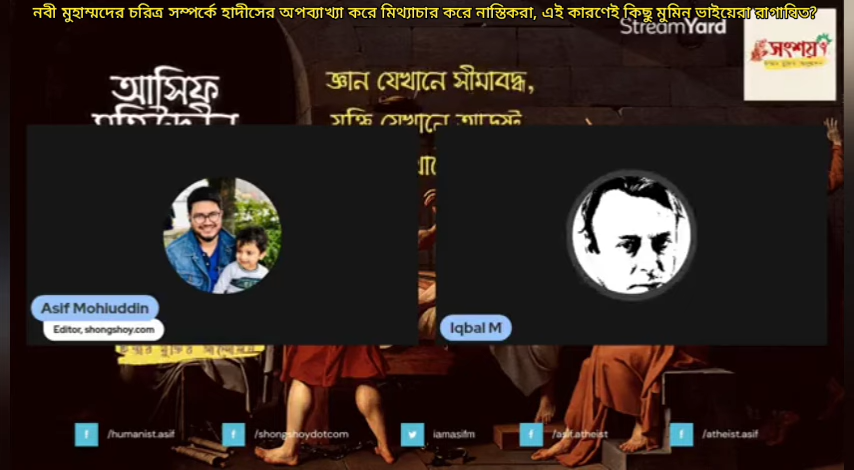 নবী মুহাম্মদের চরিত্র সম্পর্কে হাদীসের অপব্যাখ্যা করে মিথ্যাচার করে নাস্তিকরা, এই কারণেই কিছু মুমিন ভাইয়েরা রাগান্বিত?
StreamYard
সংশয়
আসিফ
জ্ঞান যেখানে সীমাবদ্ধ,
যুক্তি যেখানে আড়ষ্ট
Asif Mohiuddin
Editor, shongshoy.com
Iqbal M
/humanist.asif
/shongshoydotcom
iamasifm
/asif.atheist
/atheist.asif